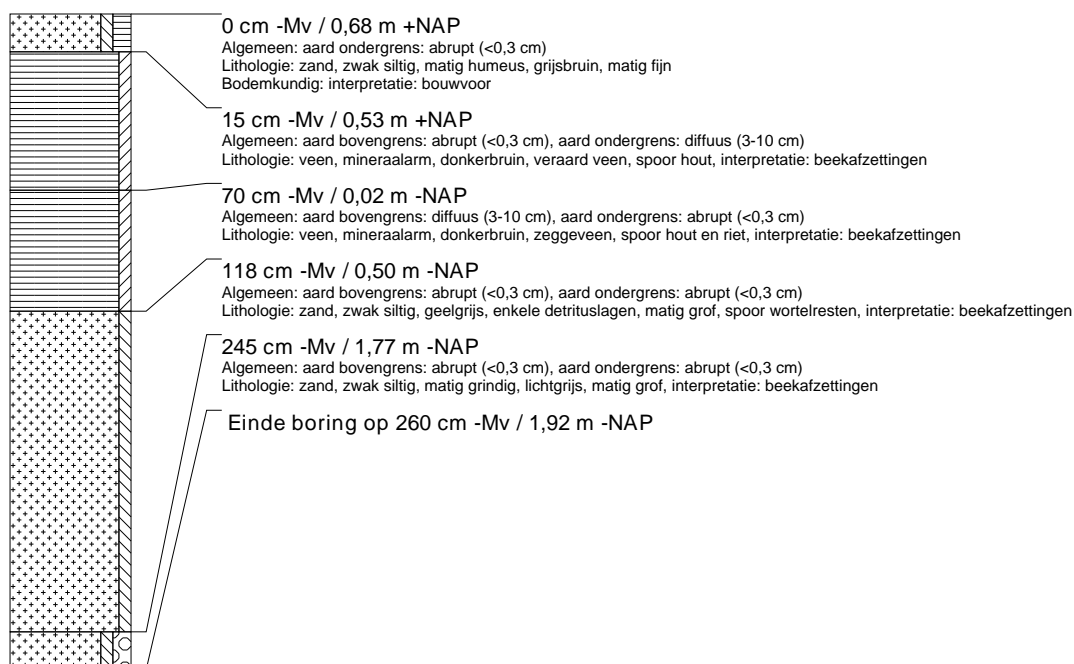 0 cm -Mv / 0,68 m +NAP
Algemeen: aard ondergrens: abrupt (<0,3 cm)
Lithologie: zand, zwak siltig, matig humeus, grijsbruin, matig fijn
Bodemkundig: interpretatie: bouwvoor
15 cm -Mv / 0,53 m +NAP
Algemeen: aard bovengrens: abrupt (<0,3 cm), aard ondergrens: diffuus (3-10 cm)
Lithologie: veen, mineraalarm, donkerbruin, veraard veen, spoor hout, interpretatie: beekafzettingen
70 cm -Mv / 0,02 m -NAP
Algemeen: aard bovengrens: diffuus (3-10 cm), aard ondergrens: abrupt (<0,3 cm)
Lithologie: veen, mineraalarm, donkerbruin, zeggeveen, spoor hout en riet, interpretatie: beekafzettingen
118 cm -Mv / 0,50 m -NAP
Algemeen: aard bovengrens: abrupt (<0,3 cm), aard ondergrens: abrupt (<0,3 cm)
Lithologie: zand, zwak siltig, geelgrijs, enkele detrituslagen, matig grof, spoor wortelresten, interpretatie: beekafzettingen
245 cm -Mv / 1,77 m -NAP
Algemeen: aard bovengrens: abrupt (<0,3 cm), aard ondergrens: abrupt (<0,3 cm)
Lithologie: zand, zwak siltig, matig grindig, lichtgrijs, matig grof, interpretatie: beekafzettingen
Einde boring op 260 cm -Mv / 1,92 m -NAP